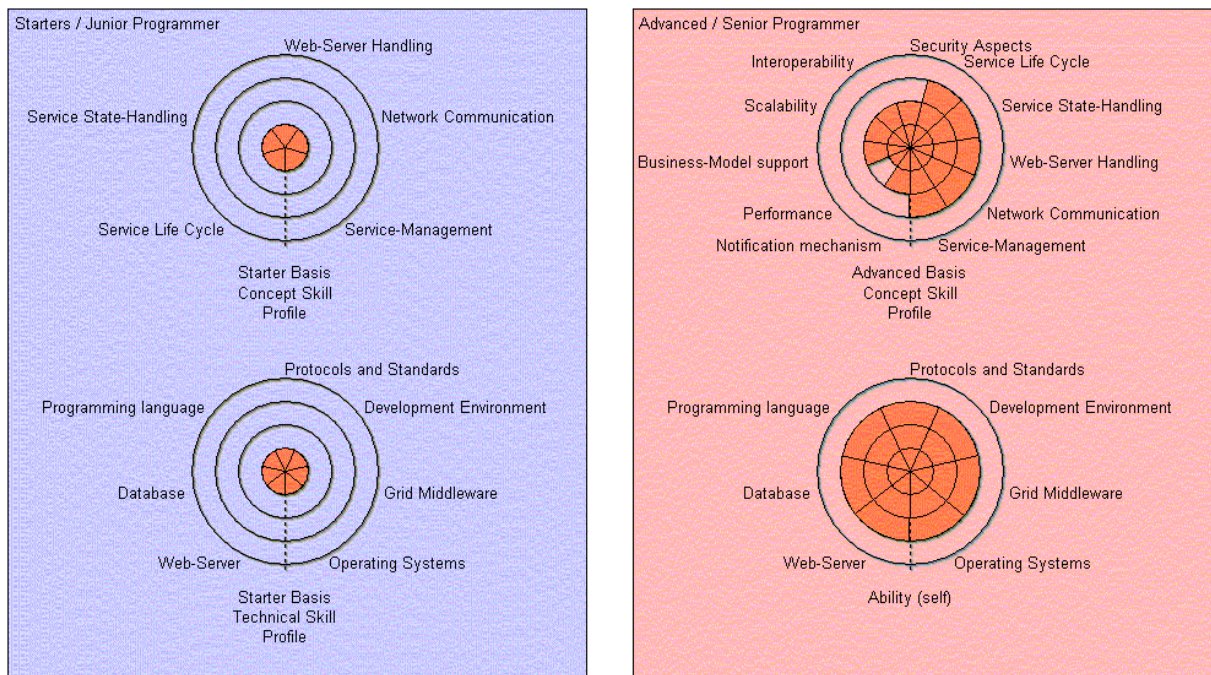 Starters / Junior Programmer
Web-Server Handling
Service State-Handling
Network Communication
Service Life Cycle
Service-Management
Starter Basis
Concept Skill
Profile
Protocols and Standards
Programming language
Development Environment
Database
Grid Middleware
Web-Server
Operating Systems
Starter Basis
Technical Skill
Profile
Advanced / Senior Programmer
Security Aspects
Interoperability
Service Life Cycle
Scalability
Service State-Handling
Business-Model support
Web-Server Handling
Performance
Network Communication
Notification mechanism
Service-Management
Advanced Basis
Concept Skill
Profile
Protocols and Standards
Programming language
Development Environment
Database
Grid Middleware
Web-Server
Operating Systems
Ability (self)